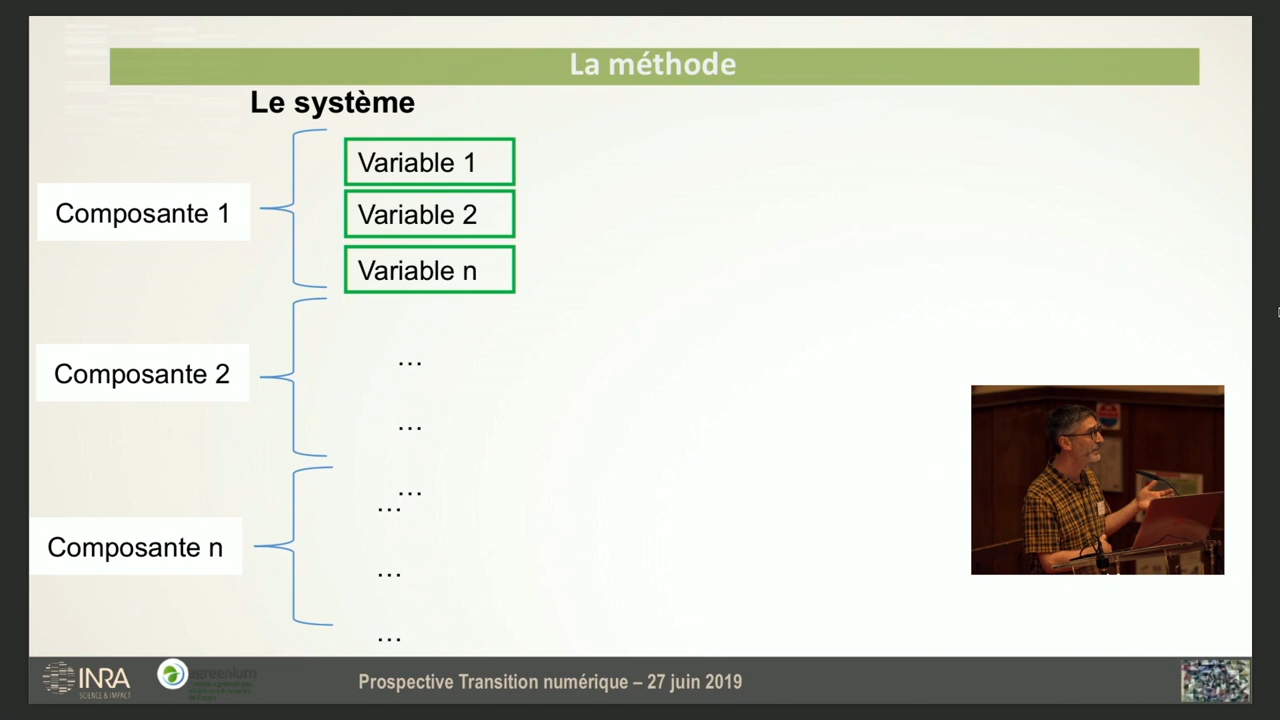 La méthode
Le système
Composante 1
Variable 1
Variable 2
Variable n
Composante 2
...
...
...
Composante n
...
...
...
INRA
SCIENCE & IMPACT
agreenium
Prospective Transition numérique – 27 juin 2019